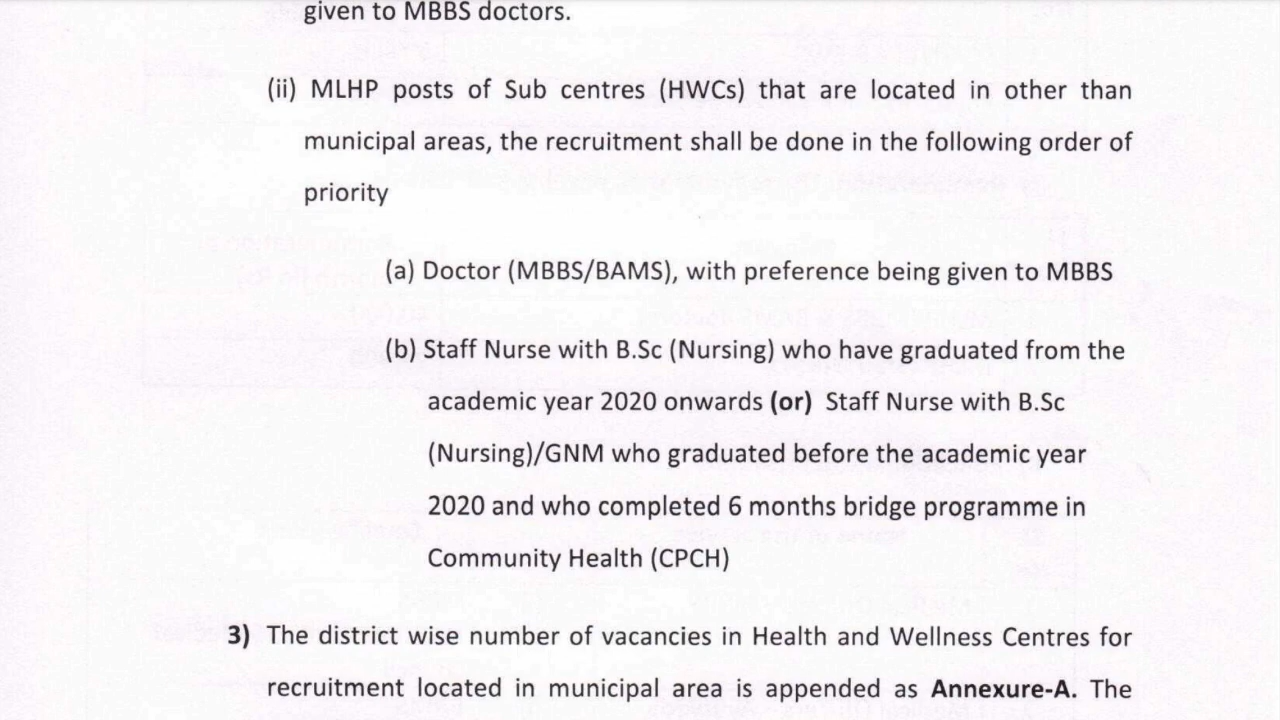 given to MBBS doctors.
(ii) MLHP posts of Sub centres (HWCs) that are located in other than
municipal areas, the recruitment shall be done in the following order of
priority
(a) Doctor (MBBS/BAMS), with preference being given to MBBS
(b) Staff Nurse with B.Sc (Nursing) who have graduated from the
academic year 2020 onwards (or) Staff Nurse with B.Sc
(Nursing)/GNM who graduated before the academic year
2020 and who completed 6 months bridge programme in
Community Health (CPCH)
3) The district wise number of vacancies in Health and Wellness Centres for
recruitment located in municipal area is appended as Annexure-A. The